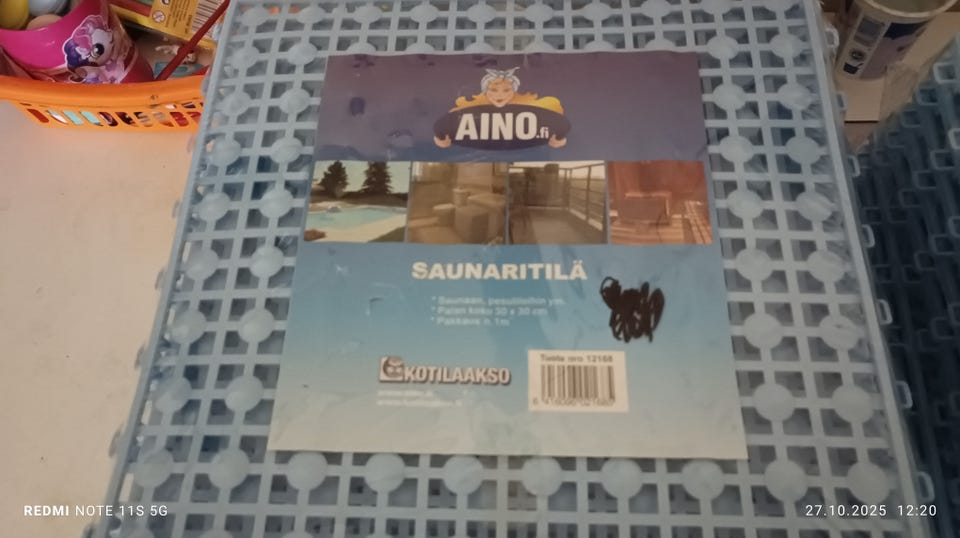 AINO.fi
SAUNARITILÄ
* Saunaan, pesutiloihin ym.
* Palan koko 30 x 30 cm
* Pakkaus n. 1m
KOTILAAKSO
Tuote nro 12168
REDMI NOTE 11S 5G
27.10.2025 12:20